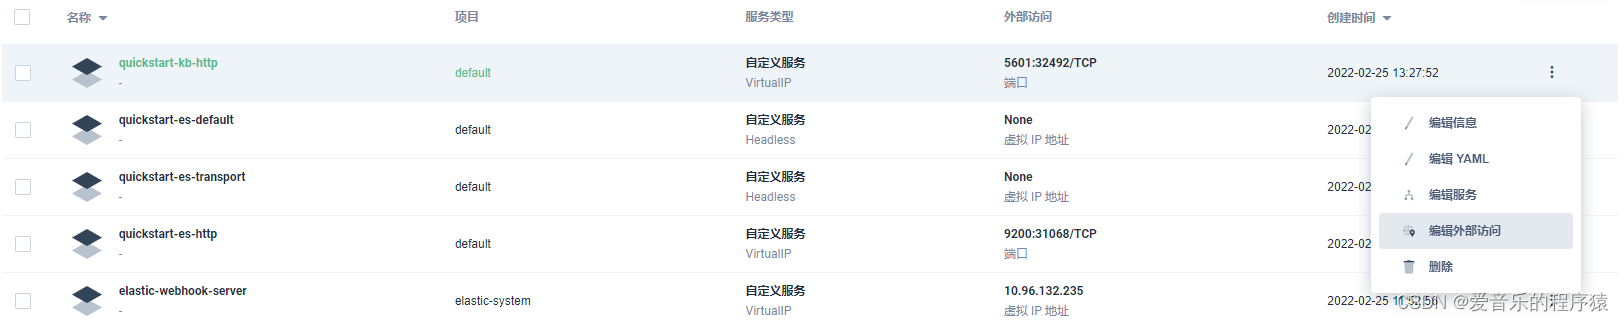 名称 项目 服务类型 外部访问 创建时间
quickstart-kb-http
-
default
自定义服务
VirtualIP
5601:32492/TCP
端口
2022-02-25 13:27:52
quickstart-es-default
-
default
自定义服务
Headless
None
虚拟 IP 地址
2022-02
quickstart-es-transport
-
default
自定义服务
Headless
None
虚拟 IP 地址
2022-02
quickstart-es-http
-
default
自定义服务
VirtualIP
9200:31068/TCP
端口
2022-02
elastic-webhook-server
-
elastic-system
自定义服务
VirtualIP
10.96.132.235
虚拟 IP 地址
2022-02-25 11:52:56
编辑信息
编辑 YAML
编辑服务
编辑外部访问
删除
CSDN @爱音乐的程序猿